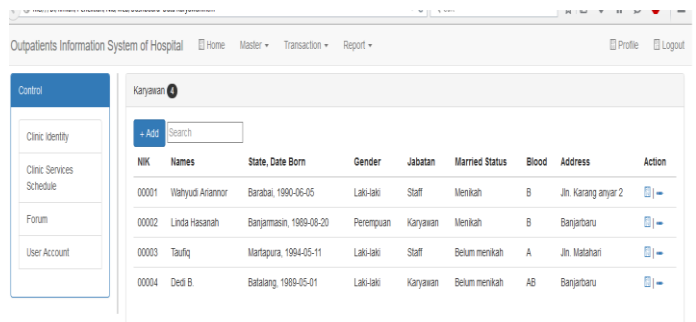 Outpatients Information System of Hospital Home Master Transaction Report Profile Logout
Control
Clinic Identity
Clinic Services
Schedule
Forum
User Account
Karyawan 4
+ Add Search
NIK Names State, Date Born Gender Jabatan Married Status Blood Address Action
00001 Wahyudi Ariannor Barabai, 1990-06-05 Laki-laki Staff Menikah B Jln. Karang anyar 2
00002 Linda Hasanah Banjarmasin, 1989-08-20 Perempuan Karyawan Menikah B Banjarbaru
00003 Taufiq Martapura, 1994-05-11 Laki-laki Staff Belum menikah A Jln. Matahari
00004 Dedi B. Batalang, 1989-05-01 Laki-laki Karyawan Belum menikah AB Banjarbaru